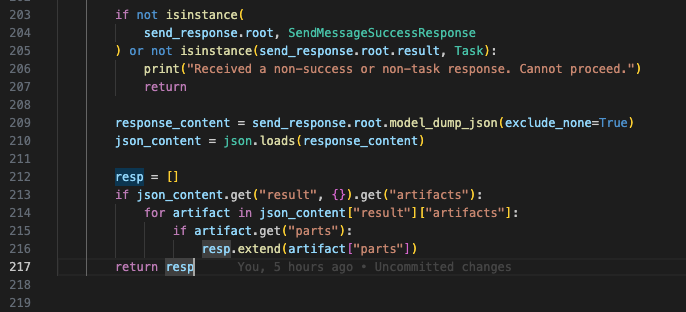 203 if not isinstance(
204 send_response.root, SendMessageSuccessResponse
205 ) or not isinstance(send_response.root.result, Task):
206 print("Received a non-success or non-task response. Cannot proceed.")
207 return
208
209 response_content = send_response.root.model_dump_json(exclude_none=True)
210 json_content = json.loads(response_content)
211
212 resp = []
213 if json_content.get("result", {}).get("artifacts"):
214 for artifact in json_content["result"]["artifacts"]:
215 if artifact.get("parts"):
216 resp.extend(artifact["parts"])
217 return resp You, 5 hours ago • Uncommitted changes
218
219